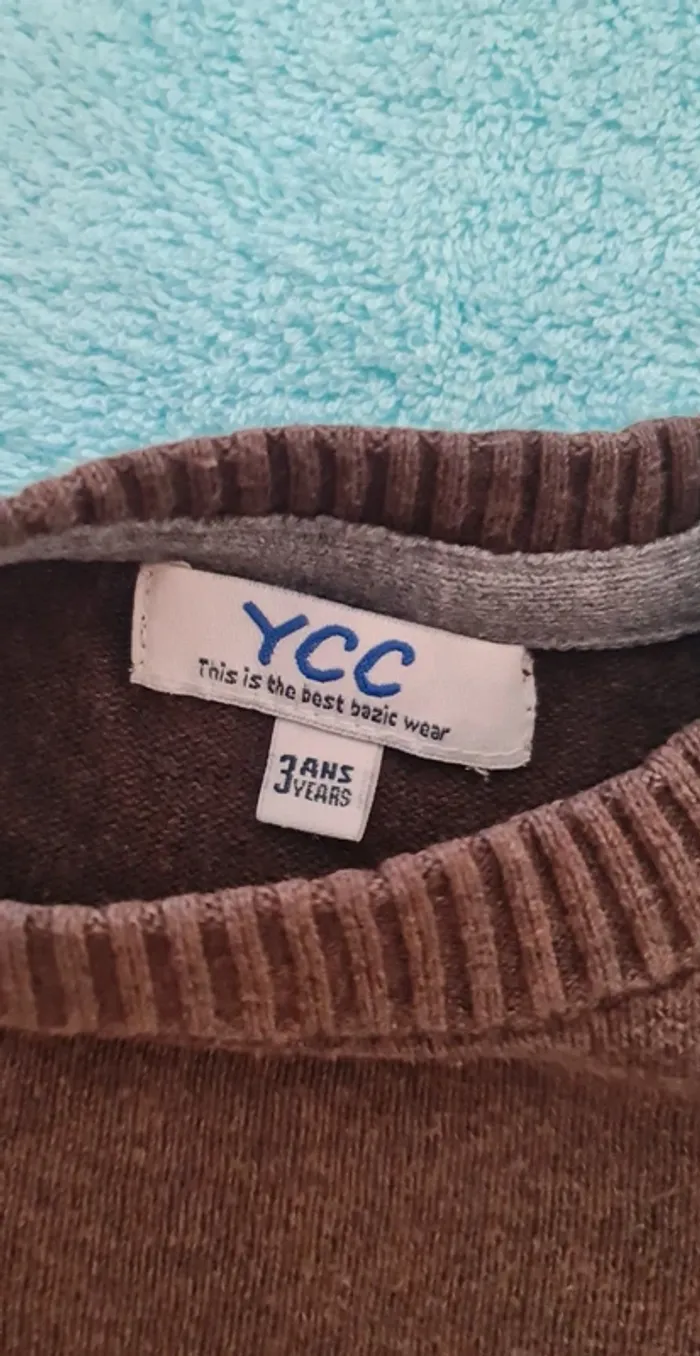 YCC
This is the best bazic wear
3 ANS
YEARS